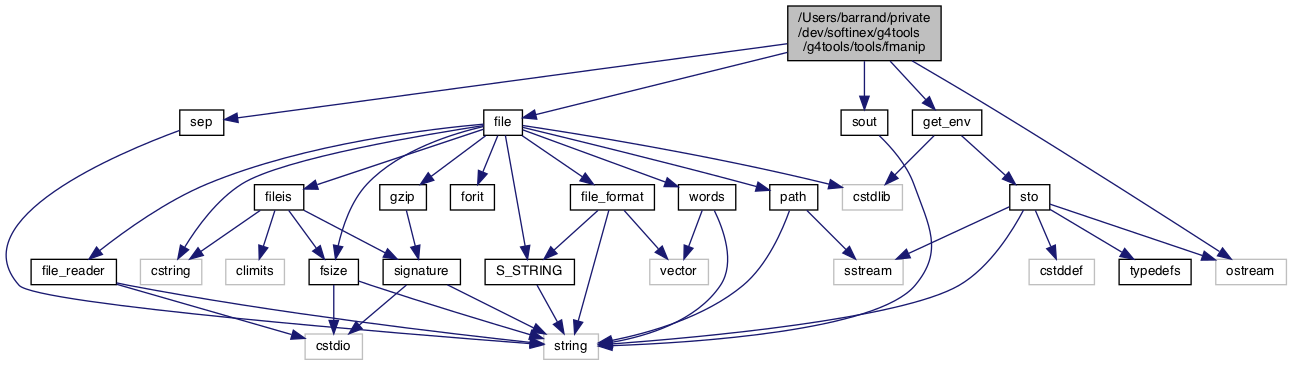 /Users/barrand/private
/dev/softinex/g4tools
/g4tools/tools/fmanip
sep
file
sout
get_env
fileis
gzip
forit
file_format
words
path
cstdlib
sto
file_reader
cstring
climits
fsize
signature
S_STRING
vector
sstream
cstddef
typedefs
ostream
cstdio
string